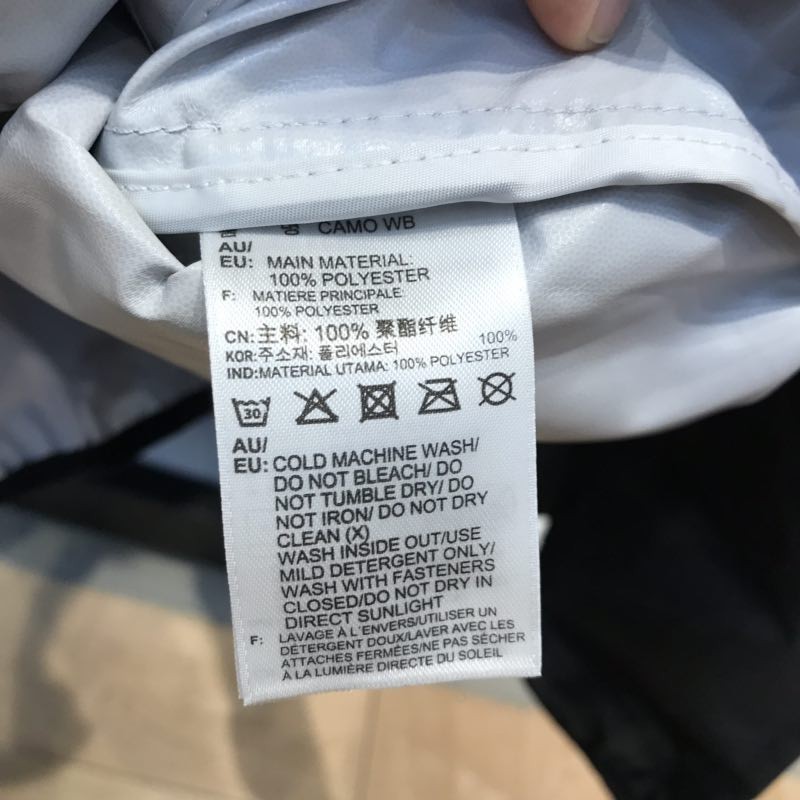 명 CAMO WB
AU/
EU: MAIN MATERIAL:
100% POLYESTER
F: MATIERE PRINCIPALE:
100% POLYESTER
CN:主料: 100% 聚酯纤维
KOR:주소재: 폴리에스터 100%
IND:MATERIAL UTAMA: 100% POLYESTER
30
AU/
EU: COLD MACHINE WASH/
DO NOT BLEACH/ DO
NOT TUMBLE DRY/ DO
NOT IRON/ DO NOT DRY
CLEAN (X)
WASH INSIDE OUT/USE
MILD DETERGENT ONLY/
WASH WITH FASTENERS
CLOSED/DO NOT DRY IN
DIRECT SUNLIGHT
F: LAVAGE À L'ENVERS/UTILISER UN
DÉTERGENT DOUX/LAVER AVEC LES
ATTACHES FERMÉES/NE PAS SÉCHER
À LA LUMIÈRE DIRECTE DU SOLEIL